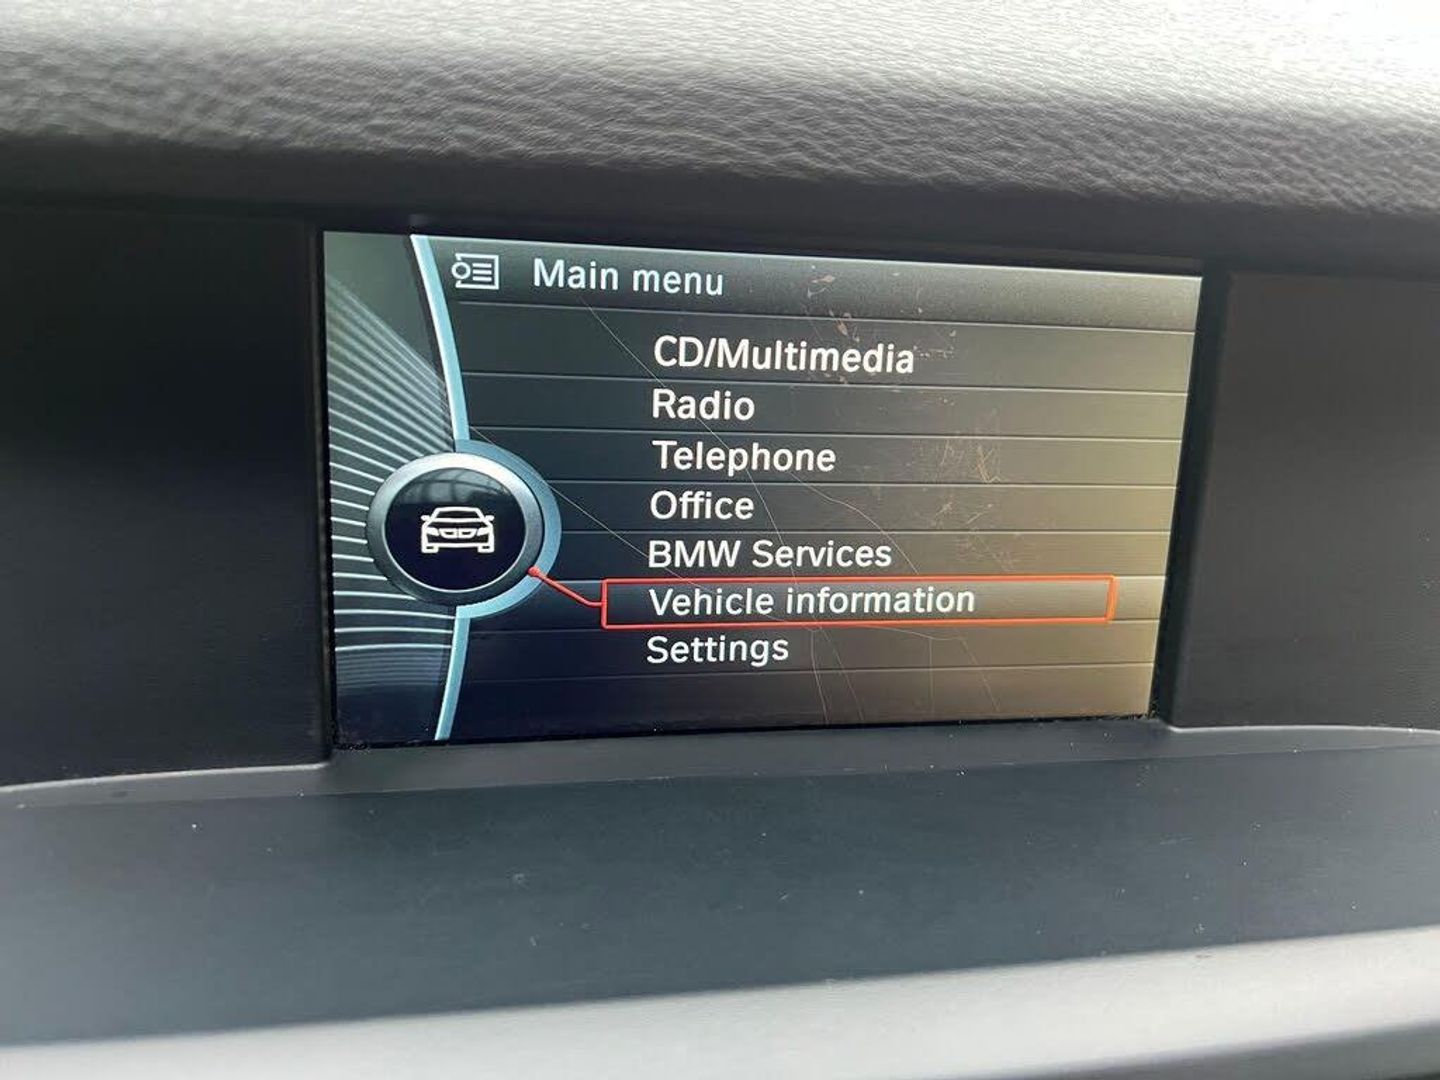 Main menu
CD/Multimedia
Radio
Telephone
Office
BMW Services
Vehicle information
Settings